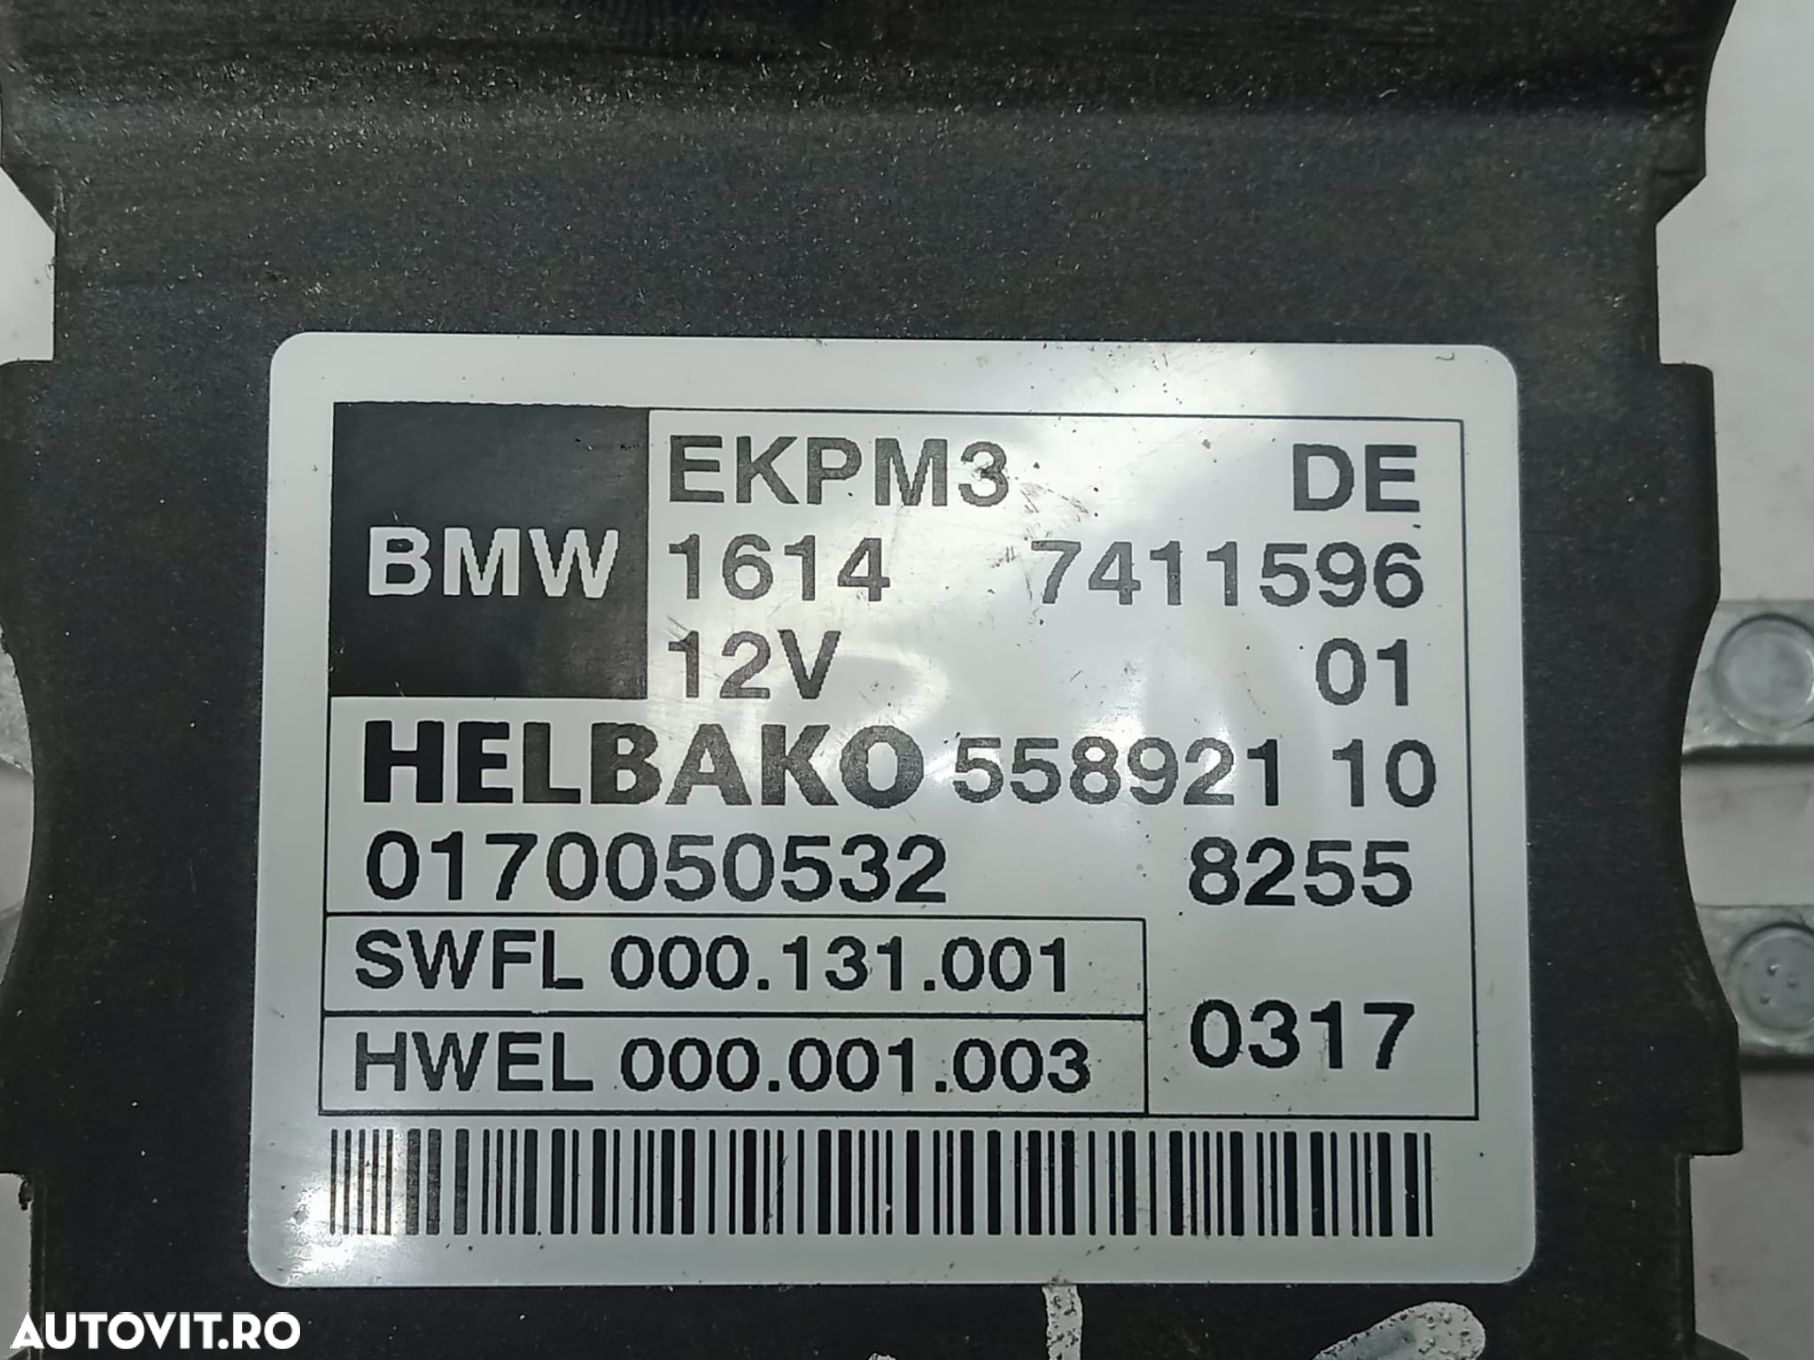 EKPM3 DE
BMW 1614 7411596
12V 01
HELBAKO 558921 10
0170050532 8255
SWFL 000.131.001
HWEL 000.001.003 0317
AUTOVIT.RO